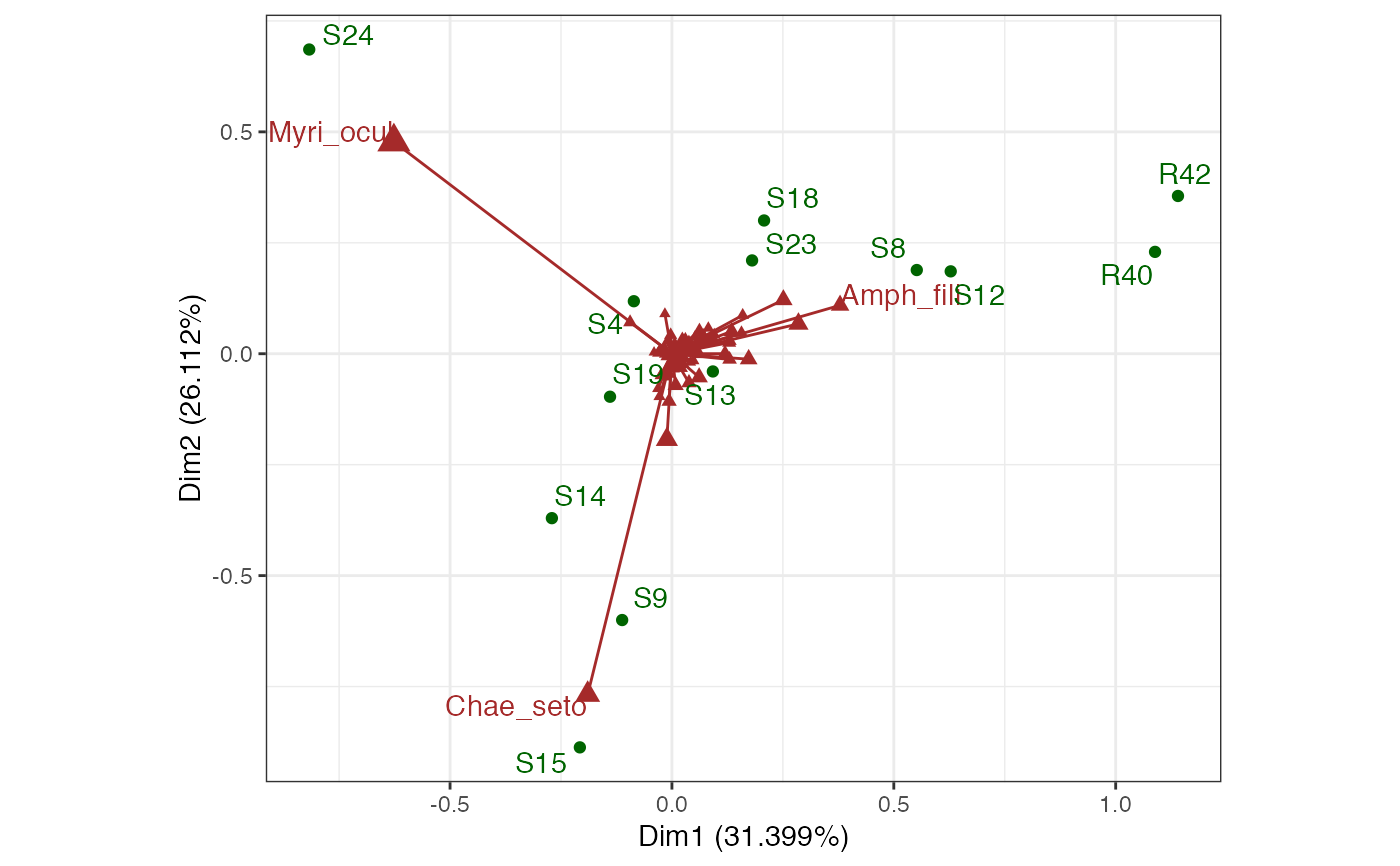 S24
0.5
Myri_ocul
R42
S18
S23
S8
R40
Amph_fili
S12
S4
0.0
S19
S13
Dim2 (26.112%)
S14
-0.5
S9
Chae_seto
S15
-0.5
0.0
0.5
1.0
Dim1 (31.399%)